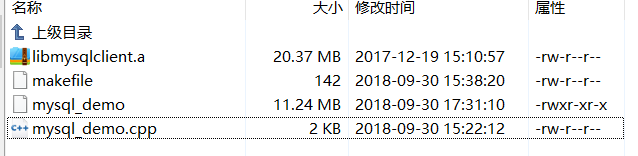 名称 大小 修改时间 属性
上级目录
libmysqlclient.a 20.37 MB 2017-12-19 15:10:57 -rw-r--r--
makefile 142 2018-09-30 15:38:20 -rw-r--r--
mysql_demo 11.24 MB 2018-09-30 17:31:10 -rwxr-xr-x
C++ mysql_demo.cpp 2 KB 2018-09-30 15:22:12 -rw-r--r--